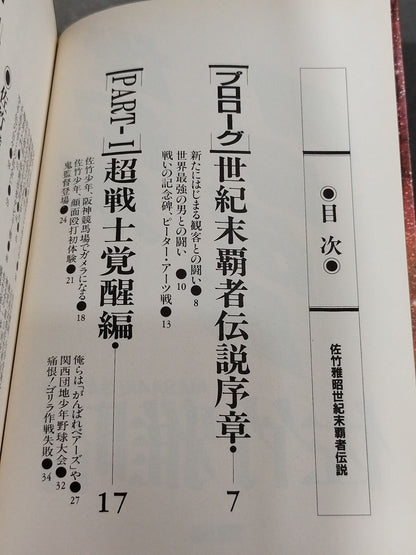 ●目次●
佐竹雅昭世紀末覇者伝説
プロローグ 世紀末覇者伝説序章・ 7
新たにはじまる観客との闘い● 8
世界最強の男との闘い ● 10
戦いの記念碑、ピーター・アーツ戦 ● 13
PART-1 超戦士覚醒編・ 17
佐竹少年、阪神競馬場でガメラになる● 18
佐竹少年、顔面殴打初体験● 21
鬼監督登場● 24
俺らは「がんばれベアーズ」や● 27
関西団地少年野球大会● 32
痛恨!ゴリラ作戦失敗● 34